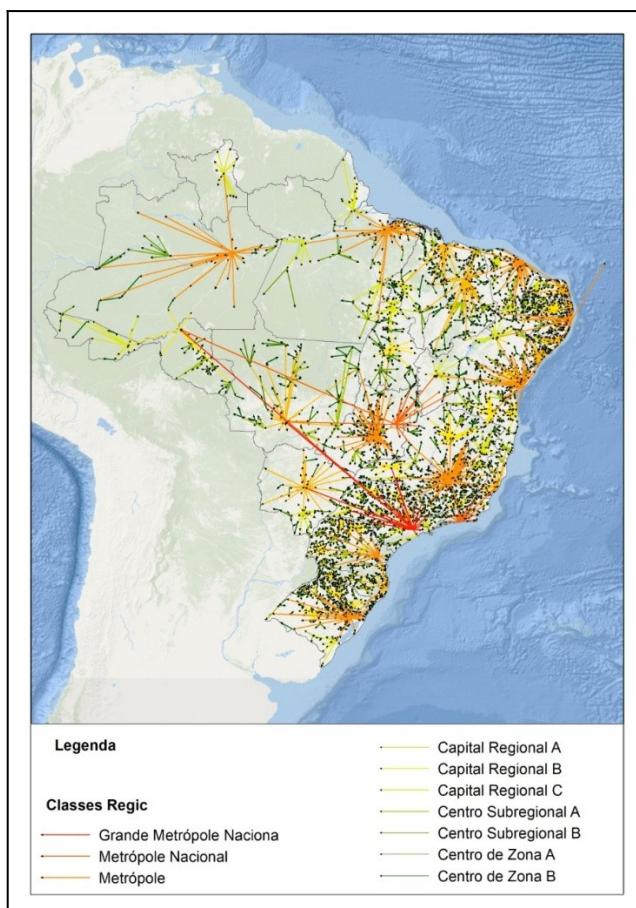 Legenda
Classes Regic
Grande Metrópole Naciona
Metrópole Nacional
Metrópole
Capital Regional A
Capital Regional B
Capital Regional C
Centro Subregional A
Centro Subregional B
Centro de Zona A
Centro de Zona B